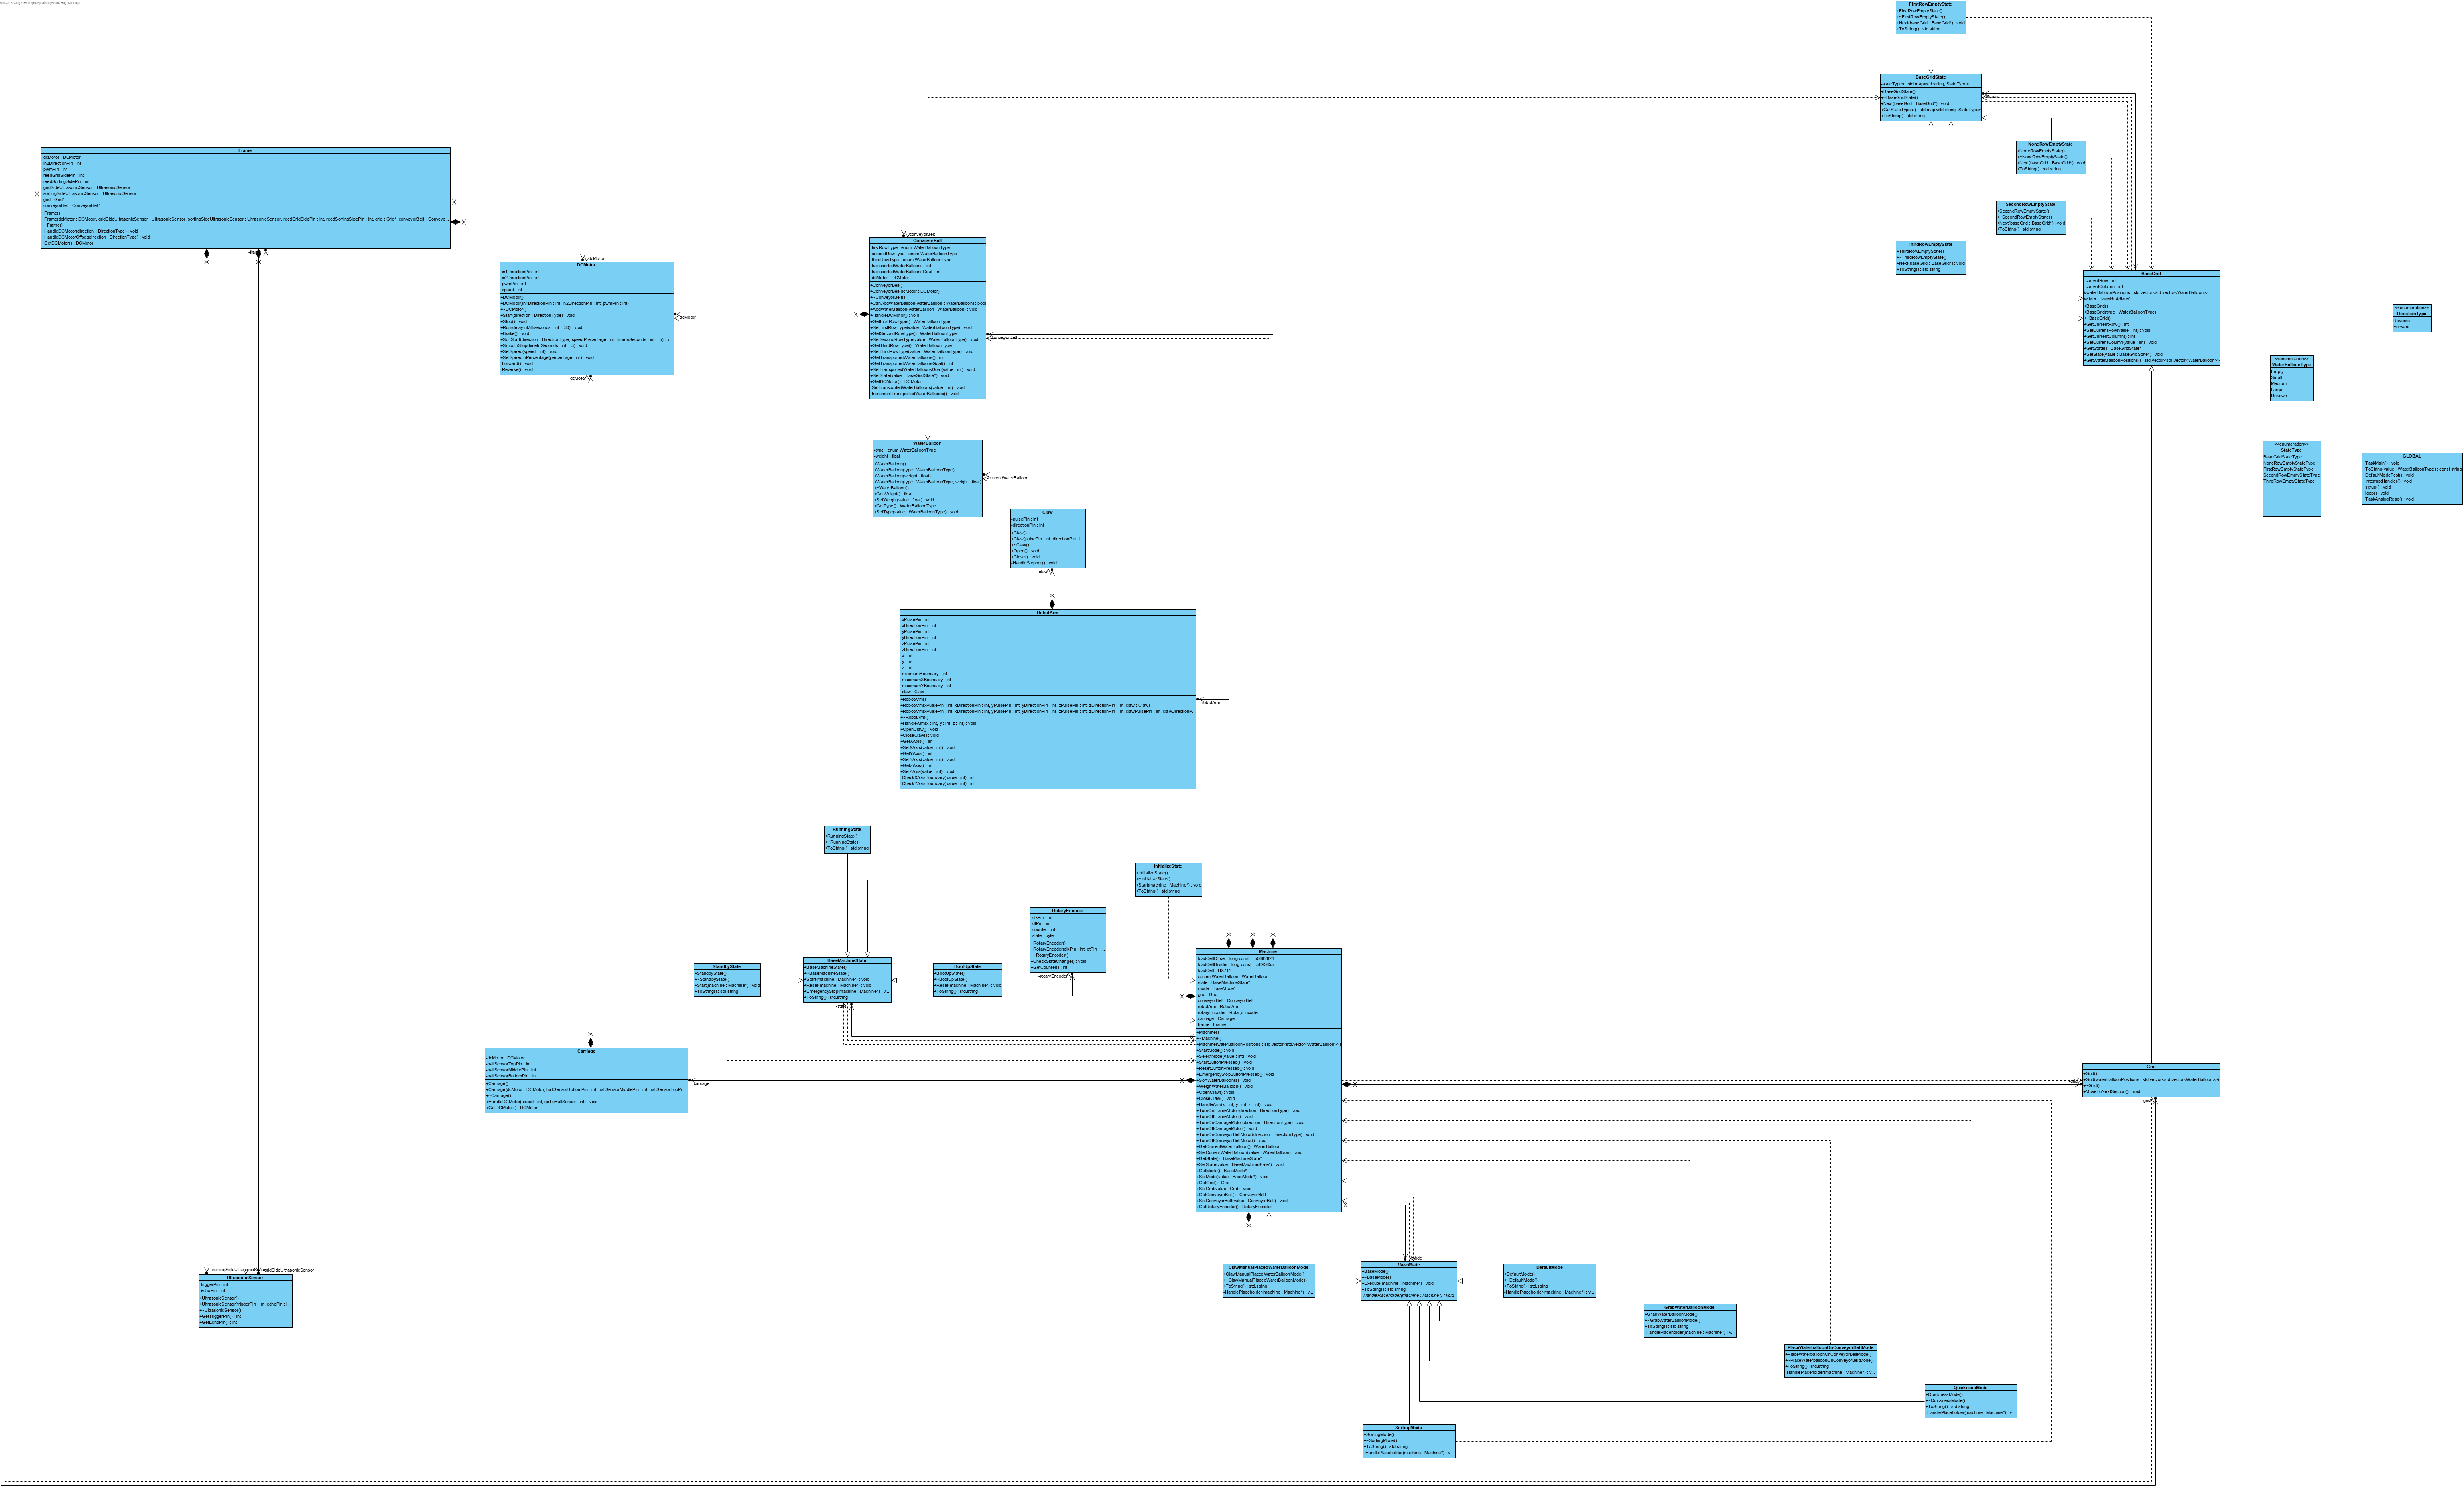 FirstRowEmptyState
+FirstRowEmptyState()
+~FirstRowEmptyState()
+Next(baseGrid : BaseGrid*) : void
+ToString() : std.string
BaseGridState
-stateTypes : std.map<std.string, StateType>
+BaseGridState()
+~BaseGridState()
+Next(baseGrid : BaseGrid*) : void
+GetStateTypes() : std.map<std.string, StateType>
+ToString() : std.string
#state
NoneRowEmptyState
+NoneRowEmptyState()
+~NoneRowEmptyState()
+Next(baseGrid : BaseGrid*) : void
+ToString() : std.string
SecondRowEmptyState
+SecondRowEmptyState()
+~SecondRowEmptyState()
+Next(baseGrid : BaseGrid*) : void
+ToString() : std.string
ThirdRowEmptyState
+ThirdRowEmptyState()
+~ThirdRowEmptyState()
+Next(baseGrid : BaseGrid*) : void
+ToString() : std.string
BaseGrid
-currentRow : int
-currentColumn : int
#waterBalloonPositions : std.vector<std.vector<WaterBalloon>>
#state : BaseGridState*
+BaseGrid()
+BaseGrid(type : WaterBalloonType)
+~BaseGrid()
+GetCurrentRow() : int
+SetCurrentRow(value : int) : void
+GetCurrentColumn() : int
+SetCurrentColumn(value : int) : void
+GetState() : BaseGridState*
+SetState(value : BaseGridState*) : void
+GetWaterBalloonPositions() : std.vector<std.vector<WaterBalloon>>
<<enumeration>>
DirectionType
Reverse
Forward
<<enumeration>>
WaterBalloonType
Empty
Small
Medium
Large
Unkown
<<enumeration>>
StateType
BaseGridStateType
NoneRowEmptyStateType
FirstRowEmptyStateType
SecondRowEmptyStateType
ThirdRowEmptyStateType
GLOBAL
+TaskMain() : void
+ToString(value : WaterBalloonType) : const string
+DefaultModeTest() : void
+InterruptHandler() : void
+setup() : void
+loop() : void
+TaskAnalogRead() : void
Frame
-dcMotor : DCMotor
-in2DirectionPin : int
-pwmPin : int
-reedGridSidePin : int
-reedSortingSidePin : int
-gridSideUltrasonicSensor : UltrasonicSensor
-sortingSideUltrasonicSensor : UltrasonicSensor
-grid : Grid*
-conveyorBelt : ConveyorBelt*
+Frame()
+Frame(dcMotor : DCMotor, gridSideUltrasonicSensor : UltrasonicSensor, sortingSideUltrasonicSensor : UltrasonicSensor, reedGridSidePin : int, reedSortingSidePin : int, grid : Grid*, conveyorBelt : Conveyo...
+~Frame()
+HandleDCMotor(direction : DirectionType) : void
+HandleDCMotorOffset(direction : DirectionType) : void
+GetDCMotor() : DCMotor
-dcMotor
DCMotor
-in1DirectionPin : int
-in2DirectionPin : int
-pwmPin : int
-speed : int
+DCMotor()
+DCMotor(in1DirectionPin : int, in2DirectionPin : int, pwmPin : int)
+~DCMotor()
+Start(direction : DirectionType) : void
+Stop() : void
+Run(delayInMiliseconds : int = 30) : void
+Brake() : void
+SoftStart(direction : DirectionType, speedPrecentage : int, timeInSeconds : int = 5) : v...
+SmoothStop(timeInSeconds : int = 5) : void
+SetSpeed(speed : int) : void
+SetSpeedInPercentage(percentage : int) : void
-Forward() : void
-Reverse() : void
-dcMotor
-dcMotor
-conveyorBelt
ConveyorBelt
-firstRowType : enum WaterBalloonType
-secondRowType : enum WaterBalloonType
-thirdRowType : enum WaterBalloonType
-transportedWaterBalloons : int
-transportedWaterBalloonsGoal : int
-dcMotor : DCMotor
+ConveyorBelt()
+ConveyorBelt(dcMotor : DCMotor)
+~ConveyorBelt()
+CanAddWaterBalloon(waterBalloon : WaterBalloon) : bool
+AddWaterBalloon(waterBalloon : WaterBalloon) : void
+HandleDCMotor() : void
+GetFirstRowType() : WaterBalloonType
+SetFirstRowType(value : WaterBalloonType) : void
+GetSecondRowType() : WaterBalloonType
+SetSecondRowType(value : WaterBalloonType) : void
+GetThirdRowType() : WaterBalloonType
+SetThirdRowType(value : WaterBalloonType) : void
+GetTransportedWaterBalloons() : int
+GetTransportedWaterBalloonsGoal() : int
+SetTransportedWaterBalloonsGoal(value : int) : void
+SetState(value : BaseGridState*) : void
+GetDCMotor() : DCMotor
-SetTransportedWaterBalloons(value : int) : void
-IncrementTransportedWaterBalloons() : void
-conveyorBelt
WaterBalloon
-type : enum WaterBalloonType
-weight : float
+WaterBalloon()
+WaterBalloon(type : WaterBalloonType)
+WaterBalloon(weight : float)
+WaterBalloon(type : WaterBalloonType, weight : float)
+~WaterBalloon()
+GetWeight() : float
+SetWeight(value : float) : void
+GetType() : WaterBalloonType
+SetType(value : WaterBalloonType) : void
-currentWaterBalloon
Claw
-pulsePin : int
-directionPin : int
+Claw()
+Claw(pulsePin : int, directionPin : i...
+~Claw()
+Open() : void
+Close() : void
-HandleStepper() : void
-claw
RobotArm
-xPulsePin : int
-xDirectionPin : int
-yPulsePin : int
-yDirectionPin : int
-zPulsePin : int
-zDirectionPin : int
-x : int
-y : int
-z : int
-minimumBoundary : int
-maximumXBoundary : int
-maximumYBoundary : int
-claw : Claw
+RobotArm()
+RobotArm(xPulsePin : int, xDirectionPin : int, yPulsePin : int, yDirectionPin : int, zPulsePin : int, zDirectionPin : int, claw : Claw)
+RobotArm(xPulsePin : int, xDirectionPin : int, yPulsePin : int, yDirectionPin : int, zPulsePin : int, zDirectionPin : int, clawPulsePin : int, clawDirectionP...
+~RobotArm()
+HandleArm(x : int, y : int, z : int) : void
+OpenClaw() : void
+CloseClaw() : void
+GetXAxis() : int
+SetXAxis(value : int) : void
+GetYAxis() : int
+SetYAxis(value : int) : void
+GetZAxis() : int
+SetZAxis(value : int) : void
-CheckXAxisBoundary(value : int) : int
-CheckYAxisBoundary(value : int) : int
-RobotArm
RunningState
+RunningState()
+~RunningState()
+ToString() : std.string
InitializeState
+InitializeState()
+~InitializeState()
+Start(machine : Machine*) : void
+ToString() : std.string
RotaryEncoder
-clkPin : int
-dtPin : int
-counter : int
-state : byte
+RotaryEncoder()
+RotaryEncoder(clkPin : int, dtPin : i...
+~RotaryEncoder()
+CheckStateChange() : void
+GetCounter() : int
-rotaryEncoder
StandbyState
+StandbyState()
+~StandbyState()
+Start(machine : Machine*) : void
+ToString() : std.string
BaseMachineState
+BaseMachineState()
+~BaseMachineState()
+Start(machine : Machine*) : void
+Reset(machine : Machine*) : void
+EmergencyStop(machine : Machine*) : v...
+ToString() : std.string
-state
BootUpState
+BootUpState()
+~BootUpState()
+Reset(machine : Machine*) : void
+ToString() : std.string
Machine
-loadCellOffset : long const = 50682624
-loadCellDivider : long const = 5895655
-loadCell : HX711
-currentWaterBalloon : WaterBalloon
-state : BaseMachineState*
-mode : BaseMode*
-grid : Grid
-conveyorBelt : ConveyorBelt
-robotArm : RobotArm
-rotaryEncoder : RotaryEncoder
-carriage : Carriage
-frame : Frame
+Machine()
+~Machine()
+Machine(waterBalloonPositions : std.vector<std.vector<WaterBalloon>>)
+StartMode() : void
+SelectMode(value : int) : void
+StartButtonPressed() : void
+ResetButtonPressed() : void
+EmergencyStopButtonPressed() : void
+SortWaterBalloons() : void
+WeighWaterBalloon() : void
+OpenClaw() : void
+CloseClaw() : void
+HandleArm(x : int, y : int, z : int) : void
+TurnOnFrameMotor(direction : DirectionType) : void
+TurnOffFrameMotor() : void
+TurnOnCarriageMotor(direction : DirectionType) : void
+TurnOffCarriageMotor() : void
+TurnOnConveyorBeltMotor(direction : DirectionType) : void
+TurnOffConveyorBeltMotor() : void
+GetCurrentWaterBalloon() : WaterBalloon
+SetCurrentWaterBalloon(value : WaterBalloon) : void
+GetState() : BaseMachineState*
+SetState(value : BaseMachineState*) : void
+GetMode() : BaseMode*
+SetMode(value : BaseMode*) : void
+GetGrid() : Grid
+SetGrid(value : Grid) : void
+GetConveyorBelt() : ConveyorBelt
+SetConveyorBelt(value : ConveyorBelt) : void
+GetRotaryEncoder() : RotaryEncoder
Carriage
-dcMotor : DCMotor
-hallSensorTopPin : int
-hallSensorMiddlePin : int
-hallSensorBottomPin : int
+Carriage()
+Carriage(dcMotor : DCMotor, hallSensorBottomPin : int, hallSensorMiddlePin : int, hallSensorTopPi...
+~Carriage()
+HandleDCMotor(speed : int, goToHallSensor : int) : void
+GetDCMotor() : DCMotor
-carriage
Grid
+Grid()
+Grid(waterBalloonPositions : std.vector<std.vector<WaterBalloon>>)
+~Grid()
+MoveToNextSection() : void
-grid
-sortingSideUltrasonicSensor
-gridSideUltrasonicSensor
UltrasonicSensor
-triggerPin : int
-echoPin : int
+UltrasonicSensor()
+UltrasonicSensor(triggerPin : int, echoPin : i...
+~UltrasonicSensor()
+GetTriggerPin() : int
+GetEchoPin() : int
ClawManualPlacedWaterBalloonMode
+ClawManualPlacedWaterBalloonMode()
+~ClawManualPlacedWaterBalloonMode()
+ToString() : std.string
-HandlePlaceholder(machine : Machine*) : v...
-mode
BaseMode
+BaseMode()
+~BaseMode()
+Execute(machine : Machine*) : void
+ToString() : std.string
-HandlePlaceholder(machine : Machine*) : void
DefaultMode
+DefaultMode()
+~DefaultMode()
+ToString() : std.string
-HandlePlaceholder(machine : Machine*) : v...
GrabWaterBalloonMode
+GrabWaterBalloonMode()
+~GrabWaterBalloonMode()
+ToString() : std.string
-HandlePlaceholder(machine : Machine*) : v...
PlaceWaterballoonOnConveyorBeltMode
+PlaceWaterballoonOnConveyorBeltMode()
+~PlaceWaterballoonOnConveyorBeltMode()
+ToString() : std.string
-HandlePlaceholder(machine : Machine*) : v...
QuicknessMode
+QuicknessMode()
+~QuicknessMode()
+ToString() : std.string
-HandlePlaceholder(machine : Machine*) : v...
SortingMode
+SortingMode()
+~SortingMode()
+ToString() : std.string
-HandlePlaceholder(machine : Machine*) : v...